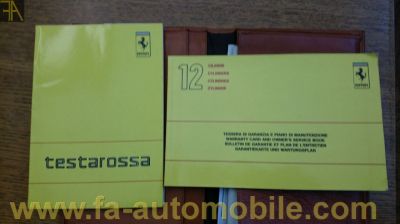 FA
testarossa
12
CILINDRI
CYLINDERS
CYLINDRES
ZYLINDER
TESSERA DI GARANZIA E PIANO DI MANUTENZIONE
WARRANTY CARD AND OWNER'S SERVICE BOOK
BULLETIN DE GARANTIE ET PLAN DE L'ENTRETIEN
GARANTIEKARTE UND WARTUNGSPLAN
www.fa-automobile.com